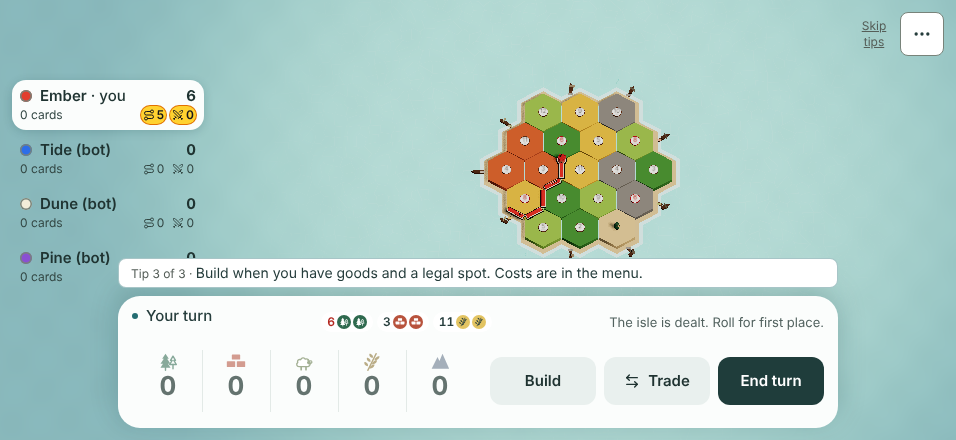 Skip
tips
Ember · you 6
0 cards 5 0
Tide (bot) 0
0 cards 0 0
Dune (bot) 0
0 cards 0 0
Pine (bot)
0 cards
Tip 3 of 3 · Build when you have goods and a legal spot. Costs are in the menu.
Your turn
6 3 11
The isle is dealt. Roll for first place.
0 0 0 0 0
Build
Trade
End turn